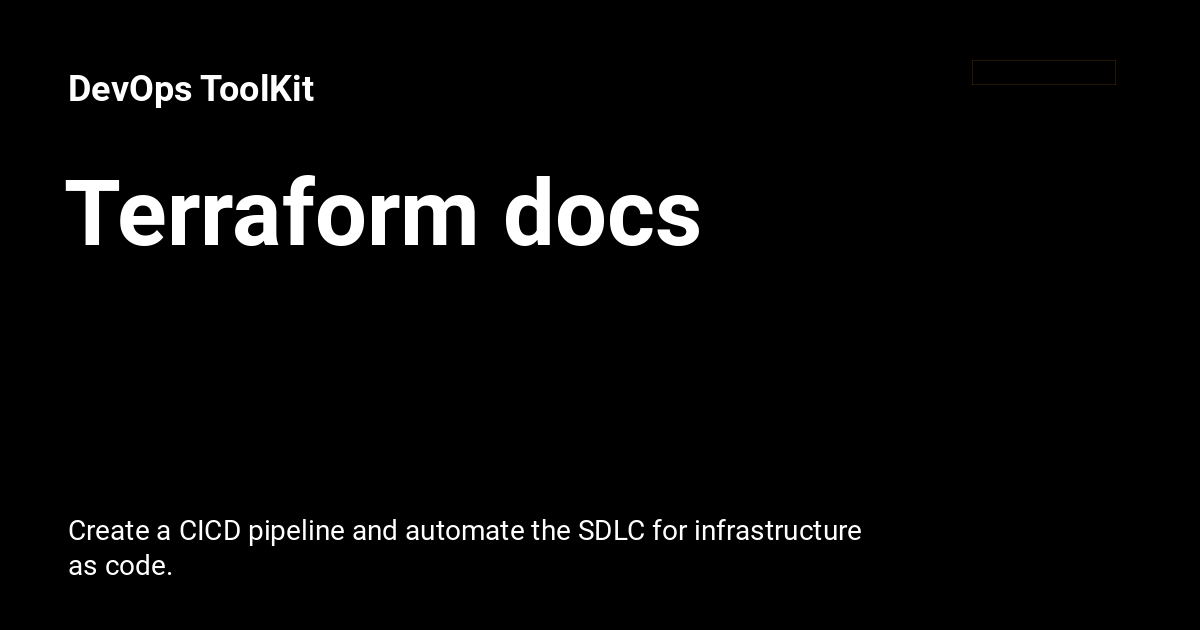 DevOps ToolKit
Terraform docs
Create a CICD pipeline and automate the SDLC for infrastructure
as code.